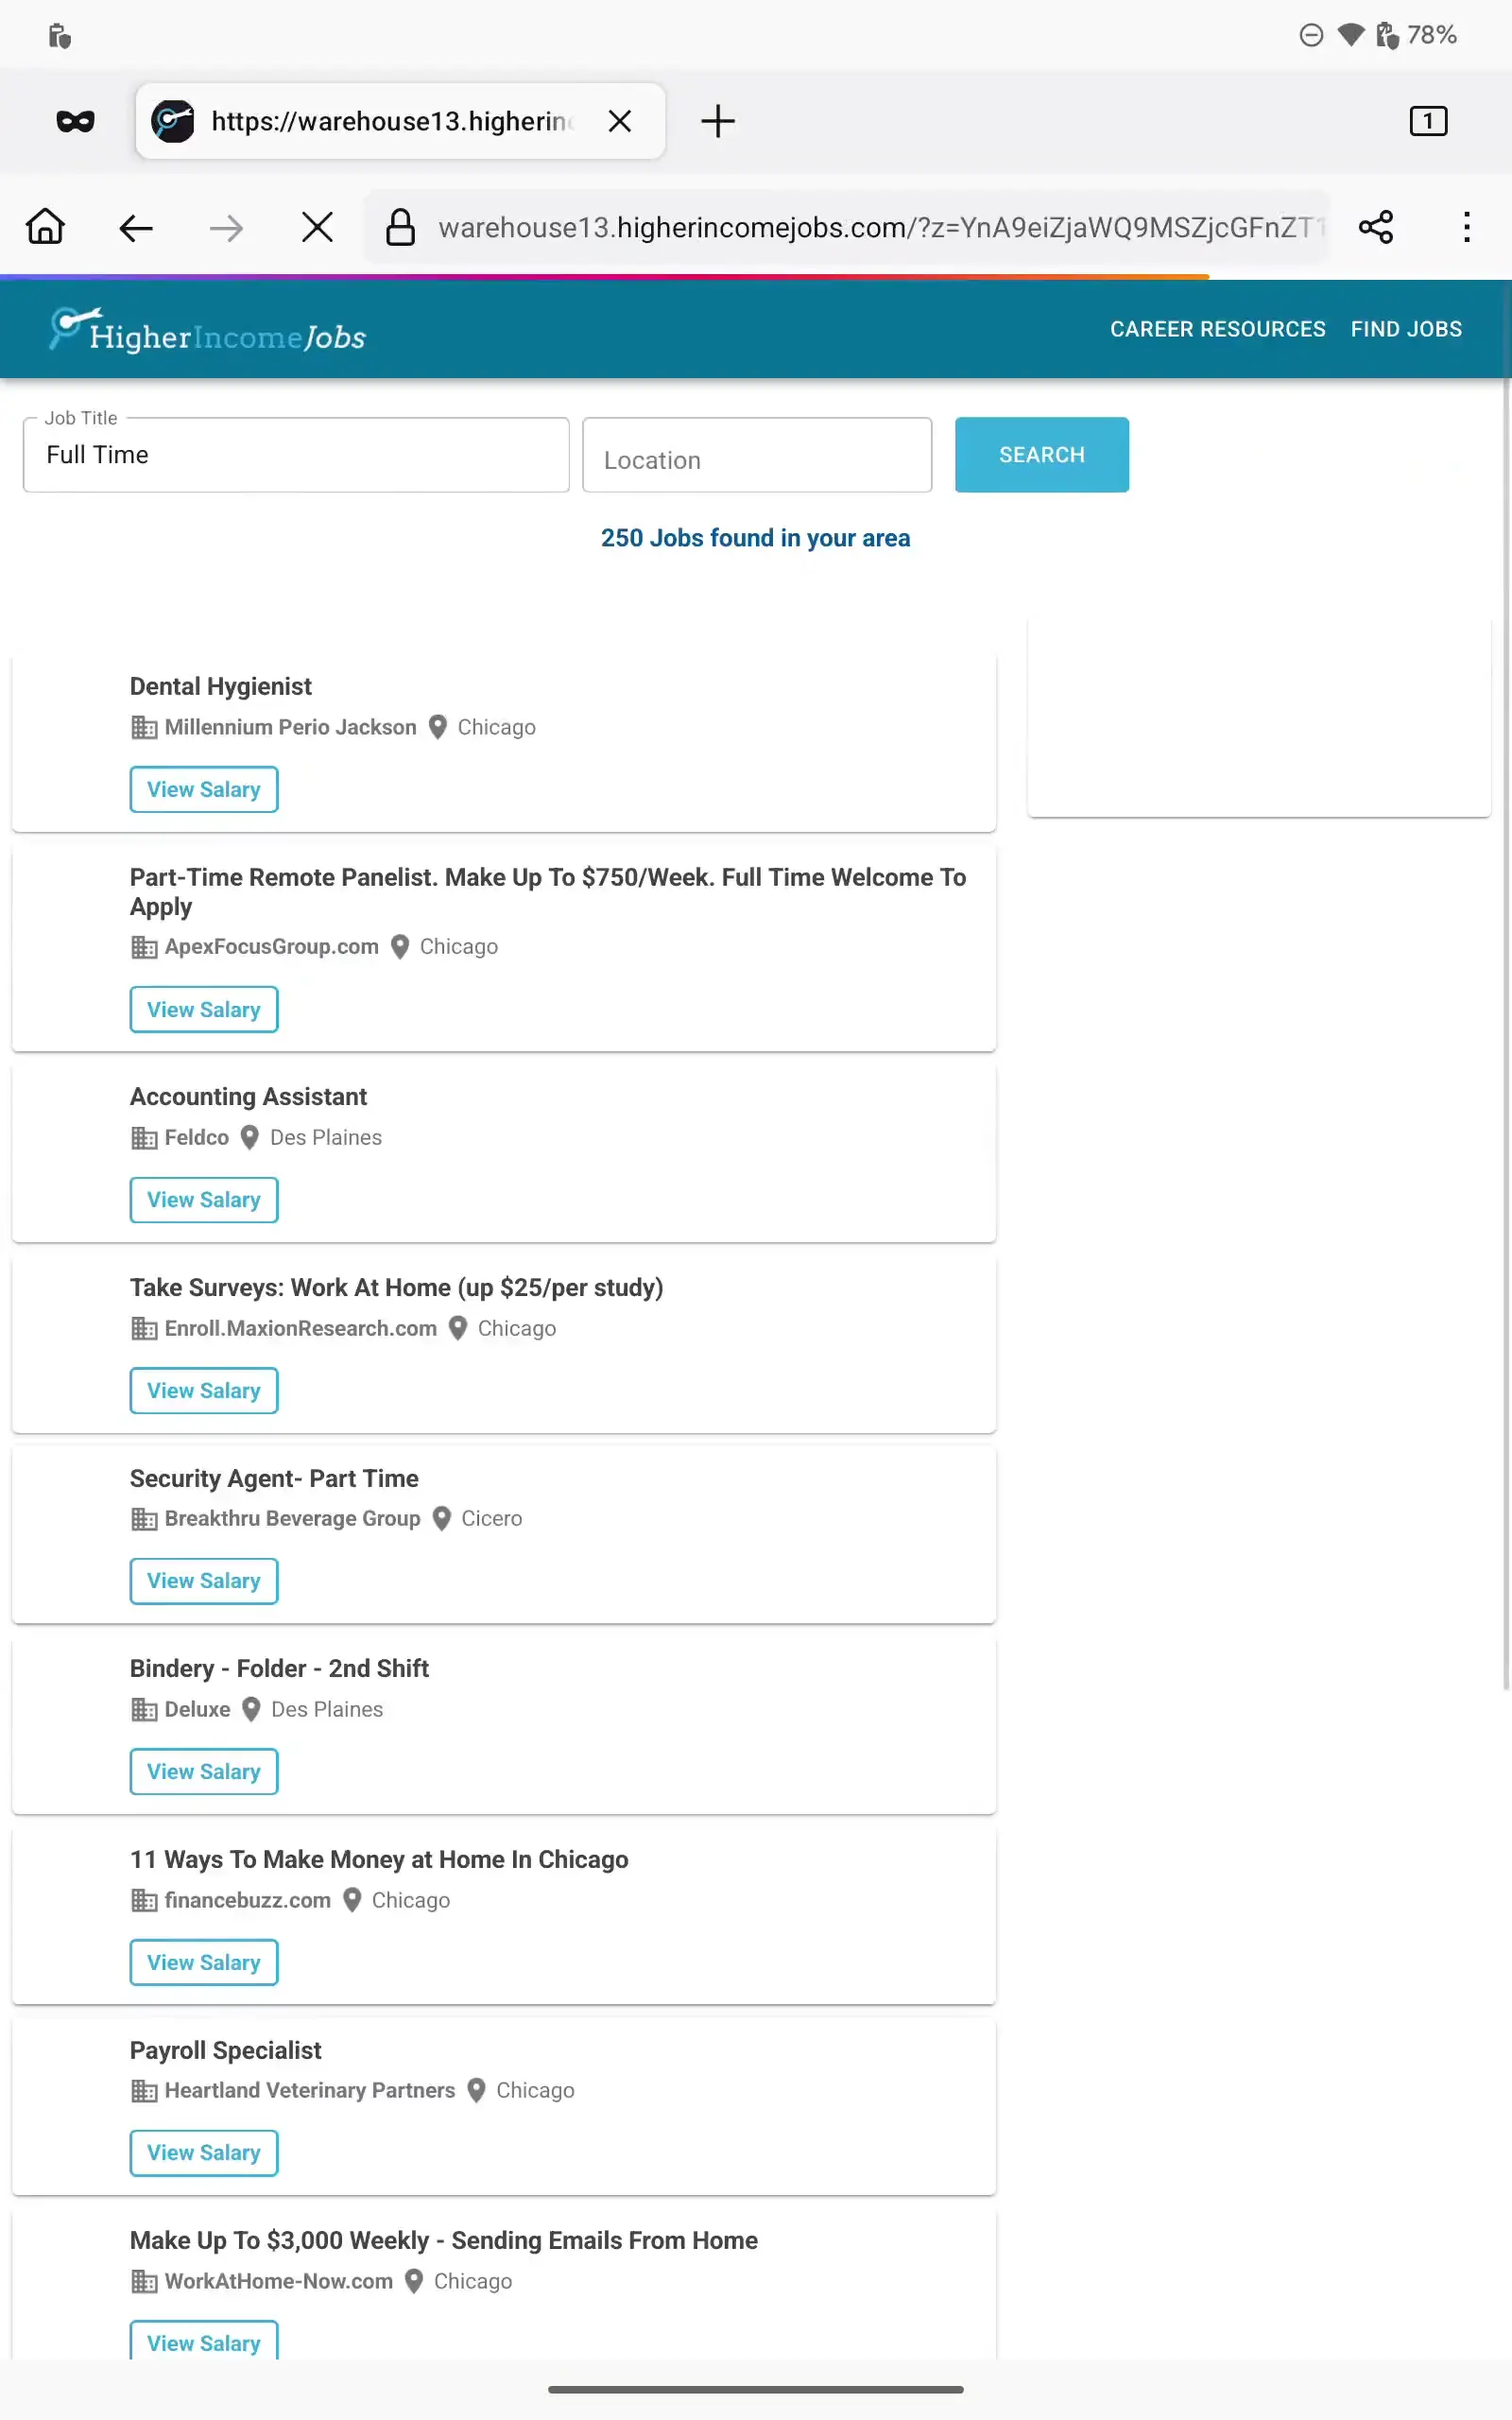 78%
https://warehouse13.higherin
1
warehouse13.higherincomejobs.com/?z=YnA9eiZjaWQ9MSZjcGFnZT1
HigherIncomeJobs
CAREER RESOURCES FIND JOBS
Job Title
Full Time
Location
SEARCH
250 Jobs found in your area
Dental Hygienist
Millennium Perio Jackson Chicago
View Salary
Part-Time Remote Panelist. Make Up To $750/Week. Full Time Welcome To
Apply
ApexFocusGroup.com Chicago
View Salary
Accounting Assistant
Feldco Des Plaines
View Salary
Take Surveys: Work At Home (up $25/per study)
Enroll.MaxionResearch.com Chicago
View Salary
Security Agent- Part Time
Breakthru Beverage Group Cicero
View Salary
Bindery - Folder - 2nd Shift
Deluxe Des Plaines
View Salary
11 Ways To Make Money at Home In Chicago
financebuzz.com Chicago
View Salary
Payroll Specialist
Heartland Veterinary Partners Chicago
View Salary
Make Up To $3,000 Weekly - Sending Emails From Home
WorkAtHome-Now.com Chicago
View Salary